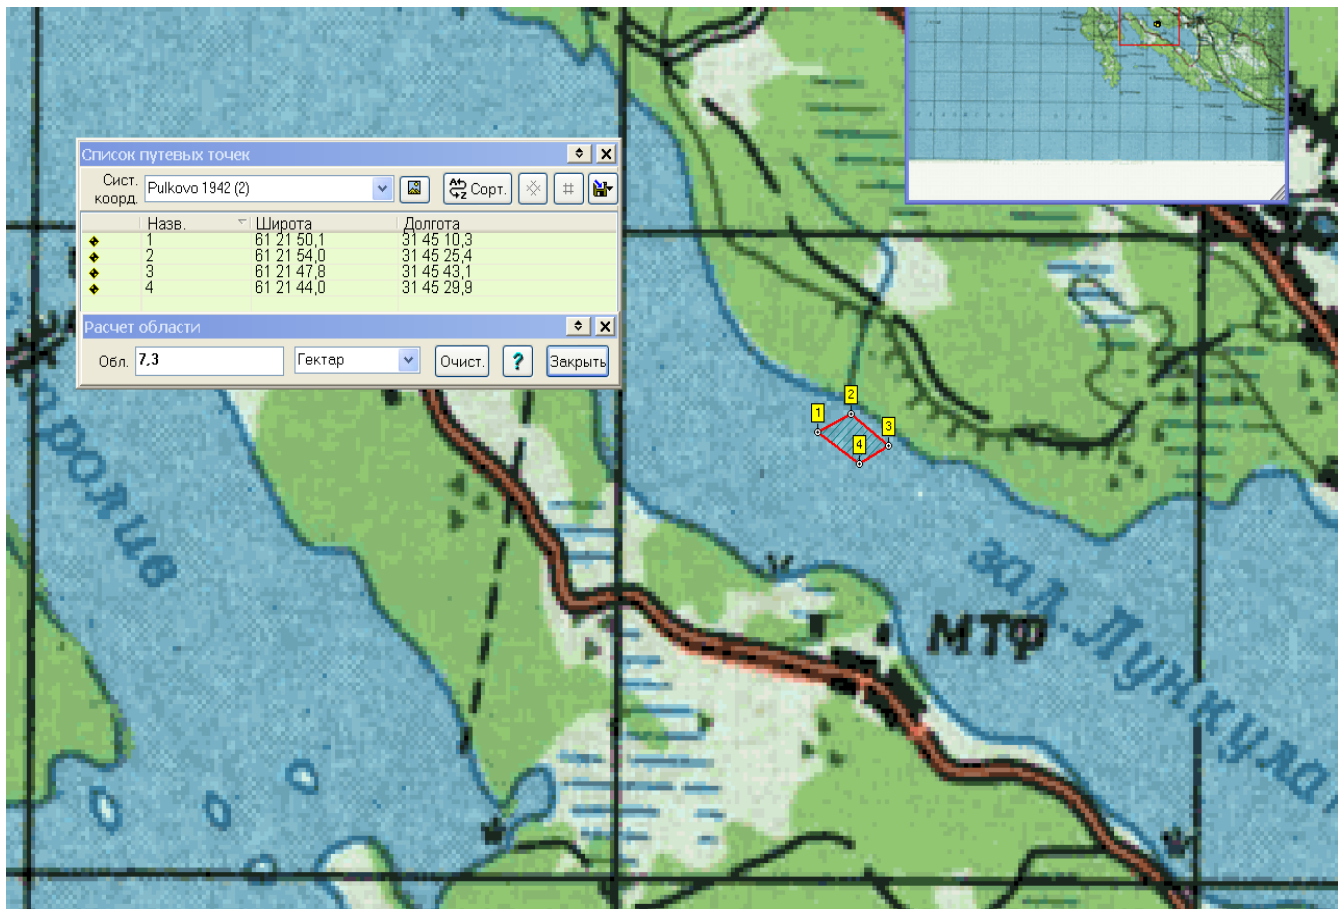 Список путевых точек
Сист. коорд. Pulkovo 1942 (2) Сорт.
Назв. Широта Долгота
1 61 21 50,1 31 45 10,3
2 61 21 54,0 31 45 25,4
3 61 21 47,8 31 45 43,1
4 61 21 44,0 31 45 29,9
Расчет области
Обл. 7,3 Гектар Очист. ? Закрыть
1
2
3
4
пролив
зал. Лункула
МТФ